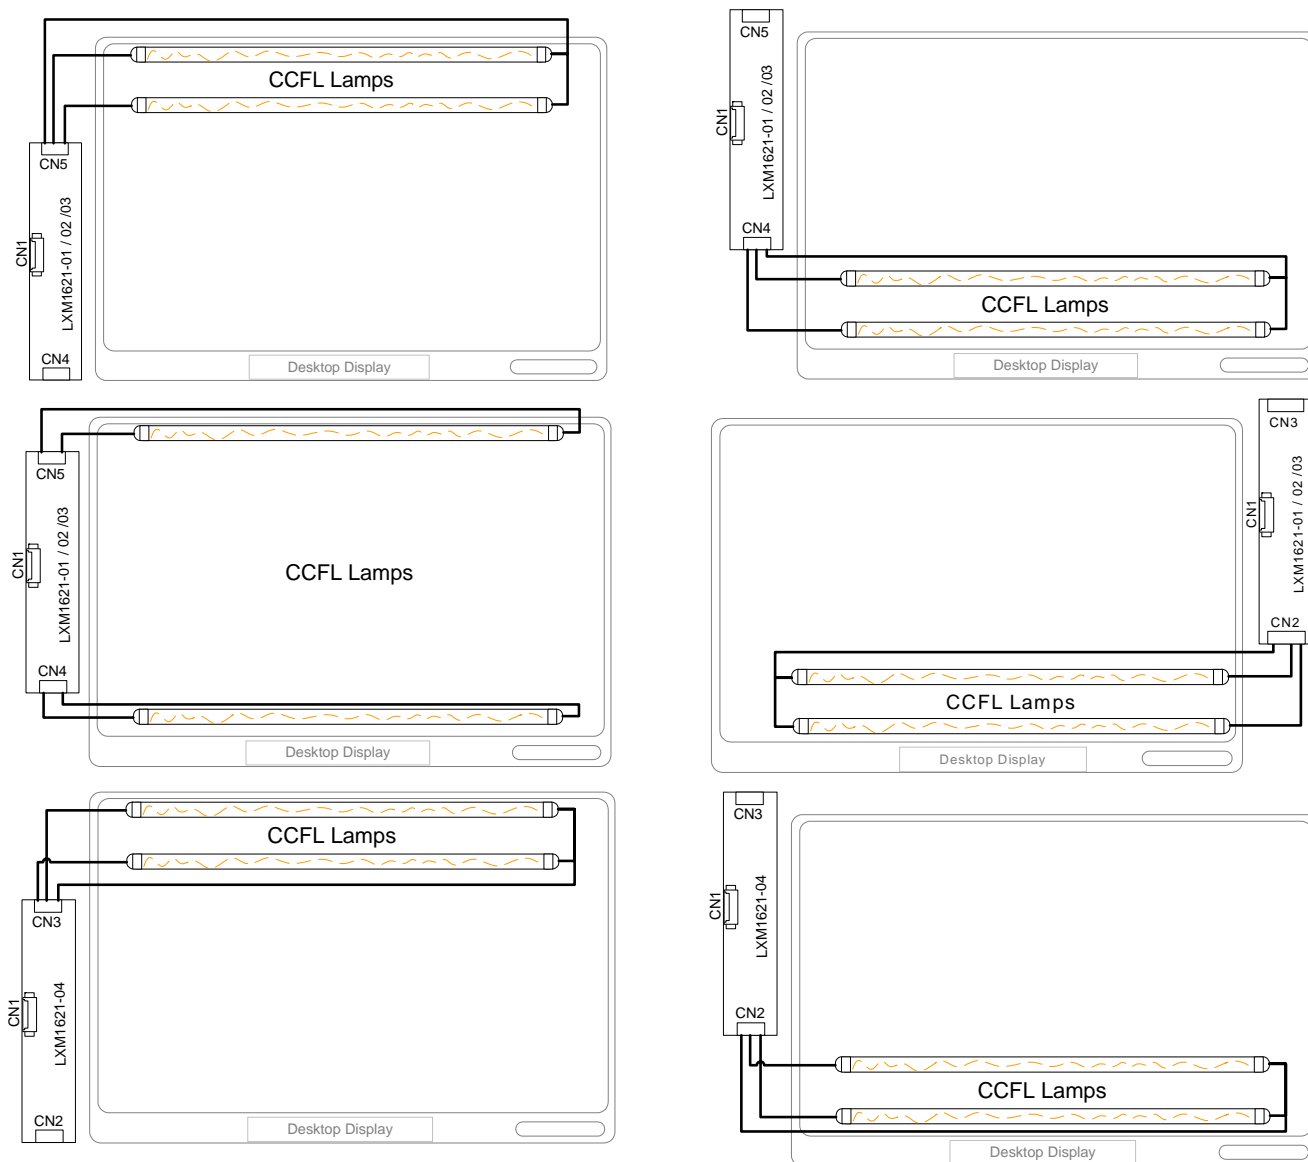 CN5
CCFL Lamps
CN5
CN1
LXM1621-01 / 02 /03
CN4
Desktop Display
CN5
CN1
LXM1621-01 / 02 /03
CN4
CCFL Lamps
Desktop Display
CN5
CN1
LXM1621-01 / 02 /03
CCFL Lamps
CN4
Desktop Display
CN3
CN1
LXM1621-01 / 02 /03
CN2
CCFL Lamps
Desktop Display
CCFL Lamps
CN3
CN1
LXM1621-04
CN2
Desktop Display
CN3
CN1
LXM1621-04
CN2
CCFL Lamps
Desktop Display